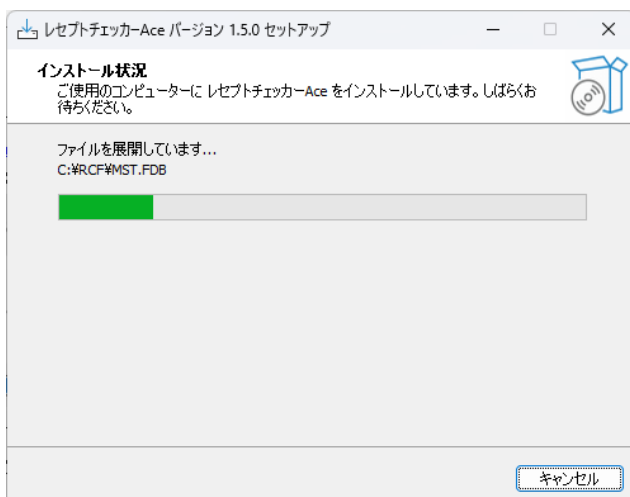 レセプトチェッカーAce バージョン 1.5.0 セットアップ
インストール状況
ご使用のコンピューターに レセプトチェッカーAce をインストールしています。しばらくお
待ちください。
ファイルを展開しています...
C:¥RCF¥MST.FDB
キャンセル